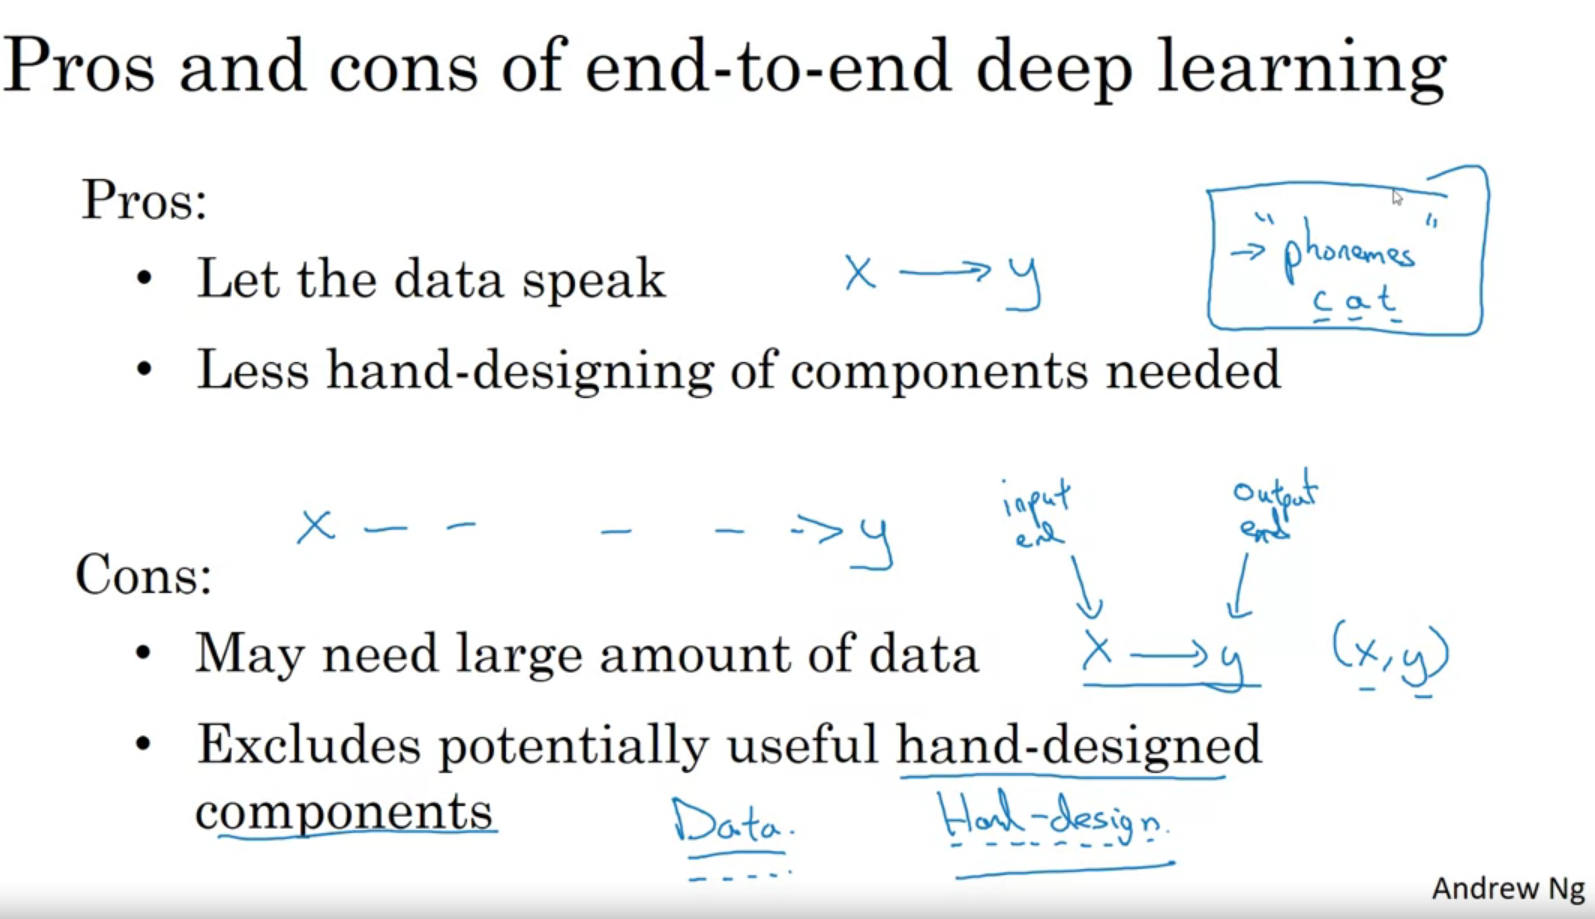 Pros and cons of end-to-end deep learning
Pros:
• Let the data speak
x → y
→ "phonemes"
c a t
• Less hand-designing of components needed
x – – – – -> y
input
end
output
end
Cons:
• May need large amount of data
x → y
(x, y)
• Excludes potentially useful hand-designed
components
Data.
Hand-design.
Andrew Ng